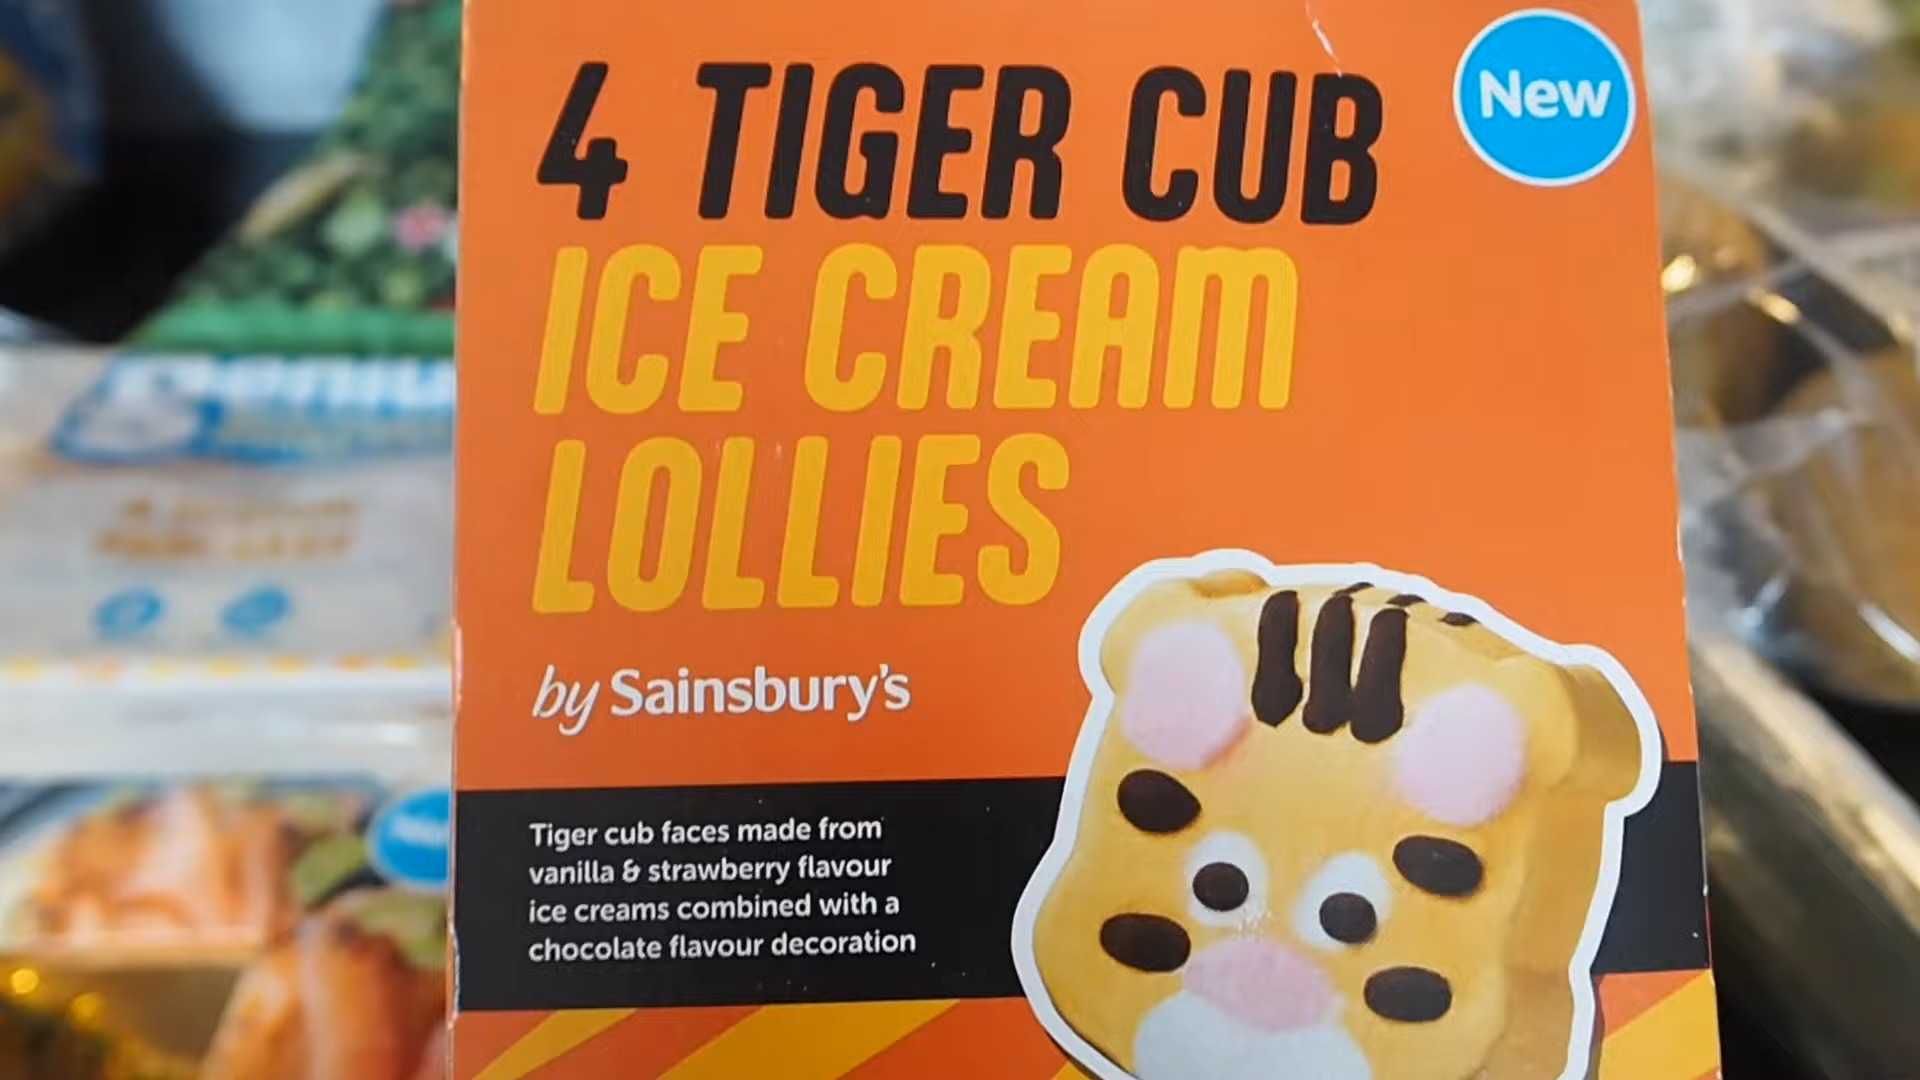 4 TIGER CUB
ICE CREAM
LOLLIES
by Sainsbury's
New
Tiger cub faces made from
vanilla & strawberry flavour
ice creams combined with a
chocolate flavour decoration